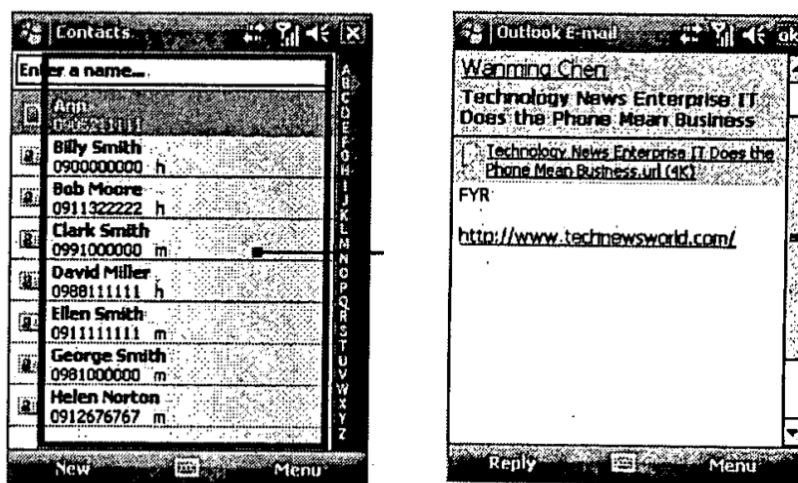 Contacts
Enter a name...
Ann
Billy Smith
0900000000 h
Bob Moore
0911322222 h
Clark Smith
0991000000 m
David Miller
0988111111 h
Ellen Smith
0911111111 m
George Smith
0981000000 m
Helen Norton
0912676767 m
A
B
C
D
E
F
G
H
I
J
K
L
M
N
O
P
Q
R
S
T
U
V
W
X
Y
Z
New
Menu
Outlook E-mail
ok
Wanming Chen
Technology News Enterprise IT
Does the Phone Mean Business
Technology News Enterprise IT Does the
Phone Mean Business.url (4K)
FYR
http://www.technewsworld.com/
Reply
Menu